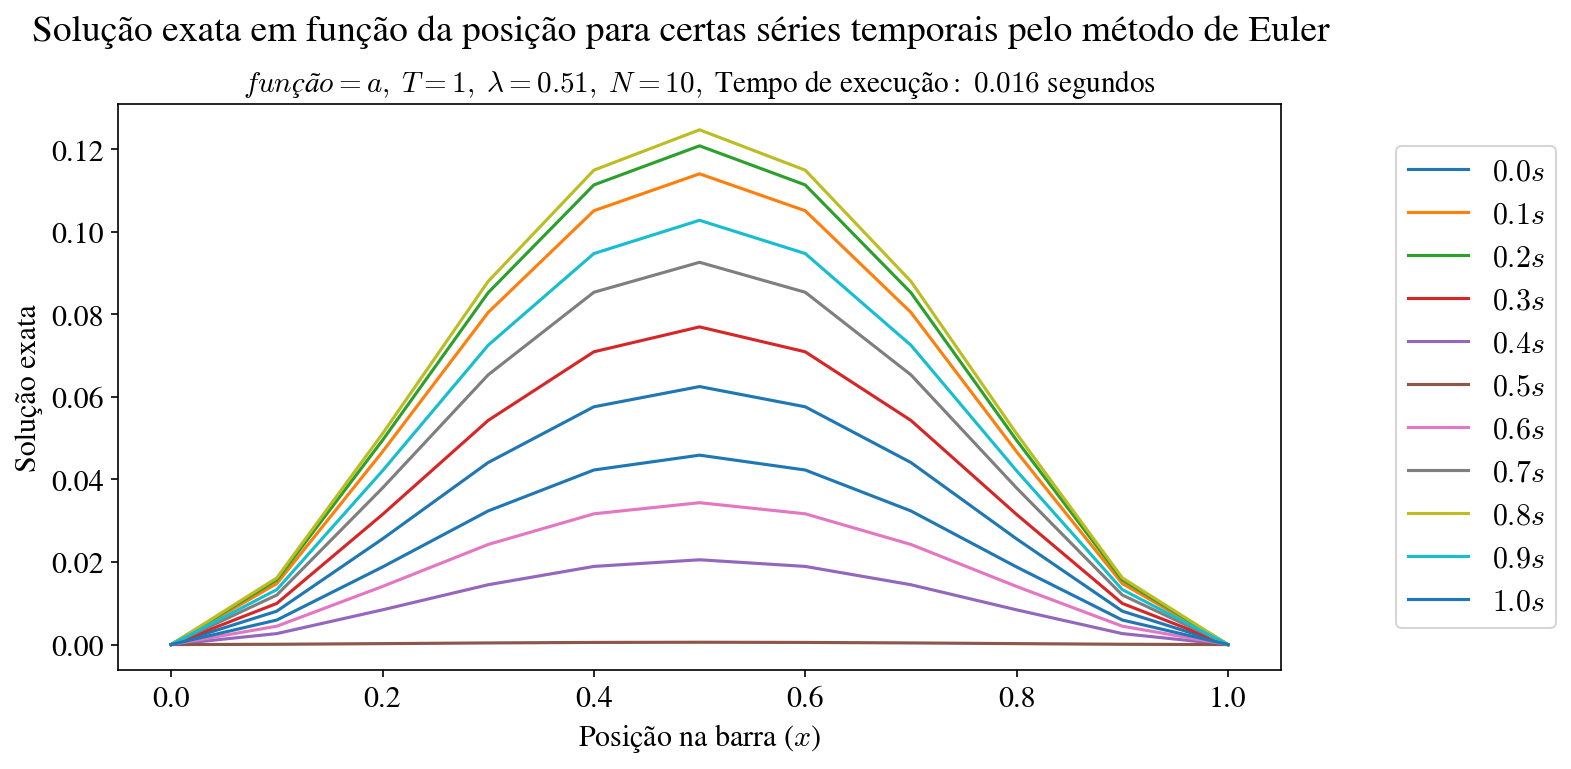 Solução exata em função da posição para certas séries temporais pelo método de Euler
função = a, T = 1, λ = 0.51, N = 10, Tempo de execução : 0.016 segundos
0.12
0.10
0.08
0.06
0.04
0.02
0.00
Solução exata
0.0 0.2 0.4 0.6 0.8 1.0
Posição na barra (x)
0.0s
0.1s
0.2s
0.3s
0.4s
0.5s
0.6s
0.7s
0.8s
0.9s
1.0s